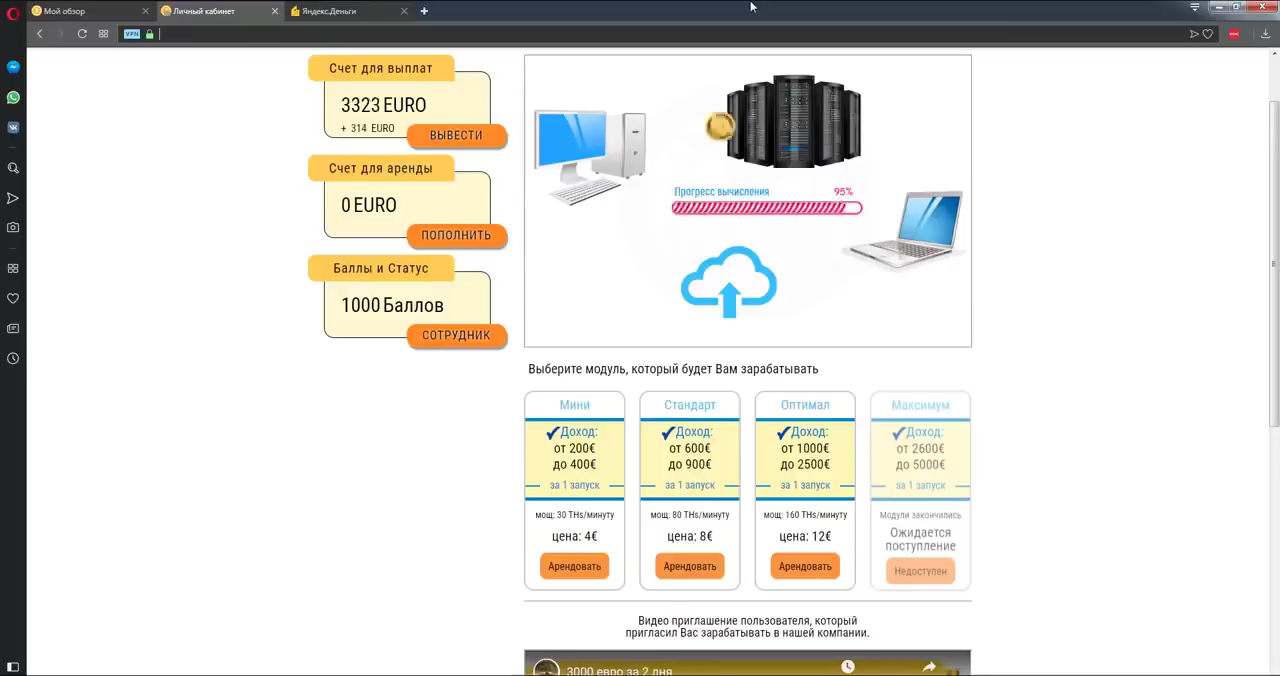 Мой обзор
Личный кабинет
Яндекс.Деньги
VPN
Счет для выплат
3323 EURO
+ 314 EURO
ВЫВЕСТИ
Счет для аренды
0 EURO
ПОПОЛНИТЬ
Баллы и Статус
1000 Баллов
СОТРУДНИК
Прогресс вычисления 95%
Выберите модуль, который будет Вам зарабатывать
Мини
Доход:
от 200€
до 400€
за 1 запуск
мощ: 30 THs/минуту
цена: 4€
Арендовать
Стандарт
Доход:
от 600€
до 900€
за 1 запуск
мощ: 80 THs/минуту
цена: 8€
Арендовать
Оптимал
Доход:
от 1000€
до 2500€
за 1 запуск
мощ: 160 THs/минуту
цена: 12€
Арендовать
Максимум
Доход:
от 2600€
до 5000€
за 1 запуск
Модули закончились
Ожидается
поступление
Недоступен
Видео приглашение пользователя, который
пригласил Вас зарабатывать в нашей компании.
3000 евро за 2 дня